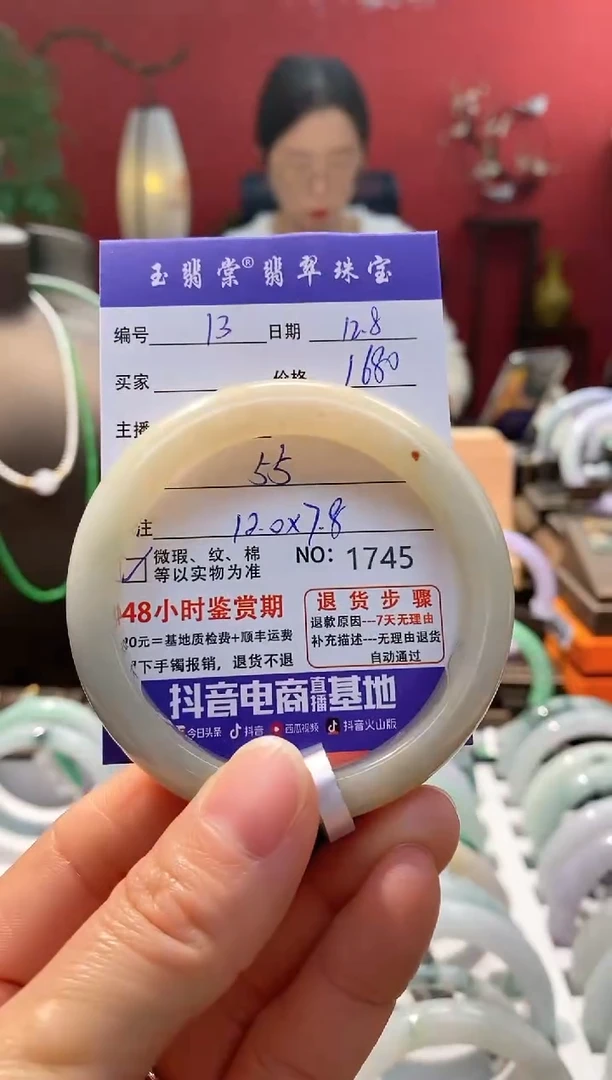 玉翡棠®翡翠珠宝
编号 13 日期 12.8
买家 价格 1680
主播
55
注 12.0×7.8
微瑕、纹、棉
等以实物为准
NO: 1745
48小时鉴赏期
0元=基地质检费+顺丰运费
下手镯报销，退货不退
退货步骤
退款原因---7天无理由
补充描述---无理由退货
自动通过
抖音电商直播基地
今日头条 抖音 西瓜视频 抖音火山版